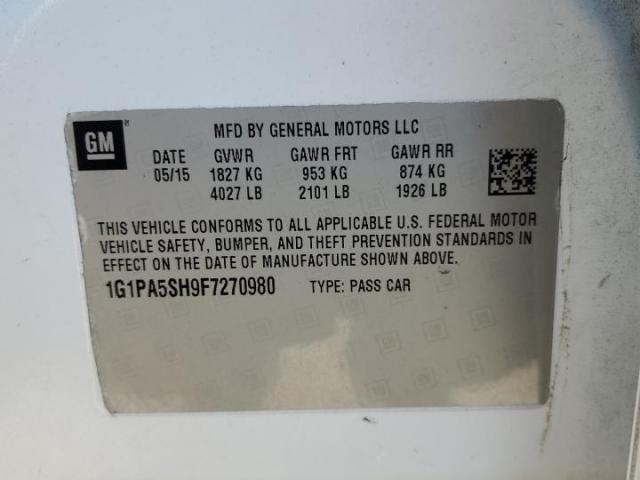 GM
MFD BY GENERAL MOTORS LLC
DATE GVWR GAWR FRT GAWR RR
05/15 1827 KG 953 KG 874 KG
4027 LB 2101 LB 1926 LB
THIS VEHICLE CONFORMS TO ALL APPLICABLE U.S. FEDERAL MOTOR
VEHICLE SAFETY, BUMPER, AND THEFT PREVENTION STANDARDS IN
EFFECT ON THE DATE OF MANUFACTURE SHOWN ABOVE.
1G1PA5SH9F7270980 TYPE: PASS CAR